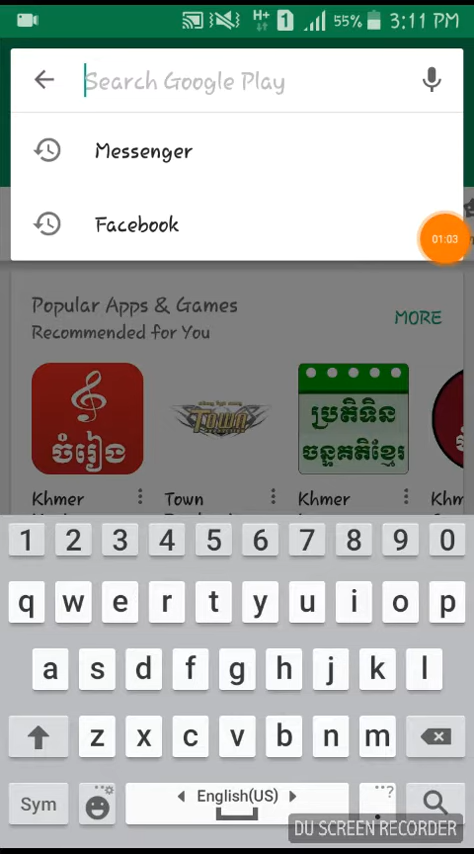 H+ 1 55% 3:11 PM
Search Google Play
Messenger
Facebook
01:03
Popular Apps & Games
Recommended for You
MORE
ចំរៀង
Town
ប្រតិទិន
ចន្ទគតិខ្មែរ
Khmer
Town
Khmer
Khm
1 2 3 4 5 6 7 8 9 0
q w e r t y u i o p
a s d f g h j k l
z x c v b n m
Sym English(US) .
DU SCREEN RECORDER